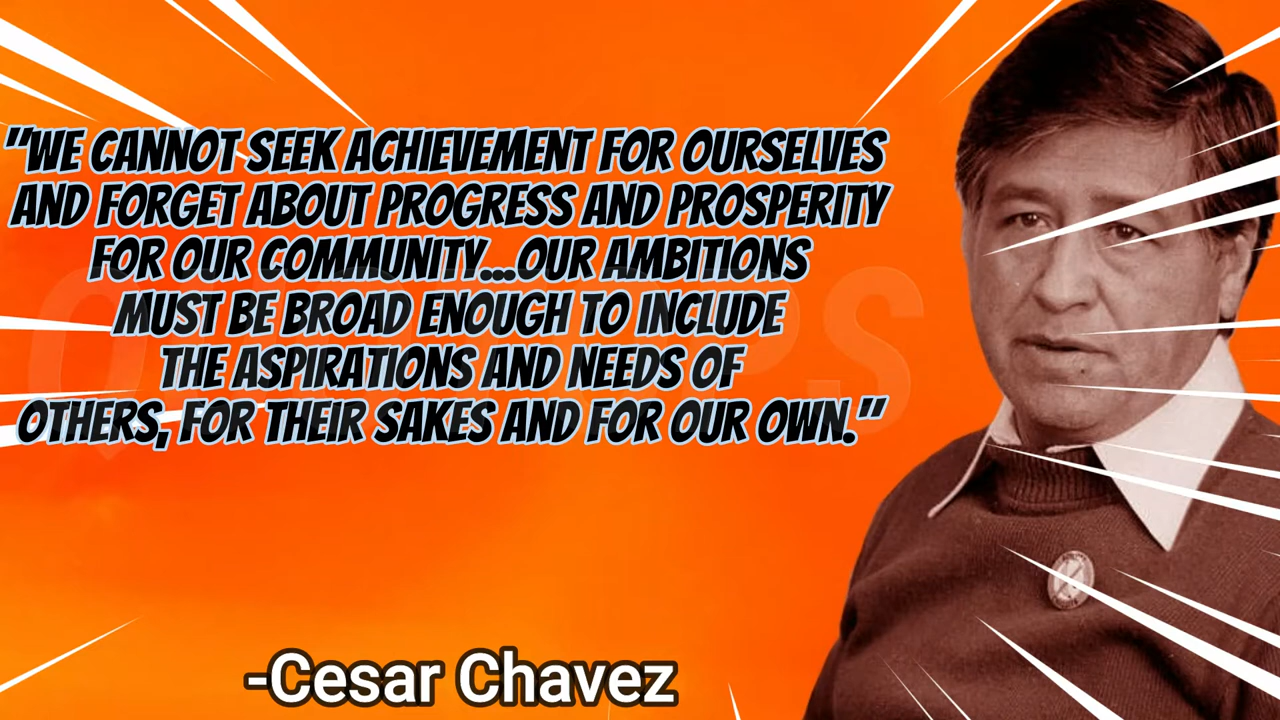 "WE CANNOT SEEK ACHIEVEMENT FOR OURSELVES
AND FORGET ABOUT PROGRESS AND PROSPERITY
FOR OUR COMMUNITY...OUR AMBITIONS
MUST BE BROAD ENOUGH TO INCLUDE
THE ASPIRATIONS AND NEEDS OF
OTHERS, FOR THEIR SAKES AND FOR OUR OWN."
-Cesar Chavez